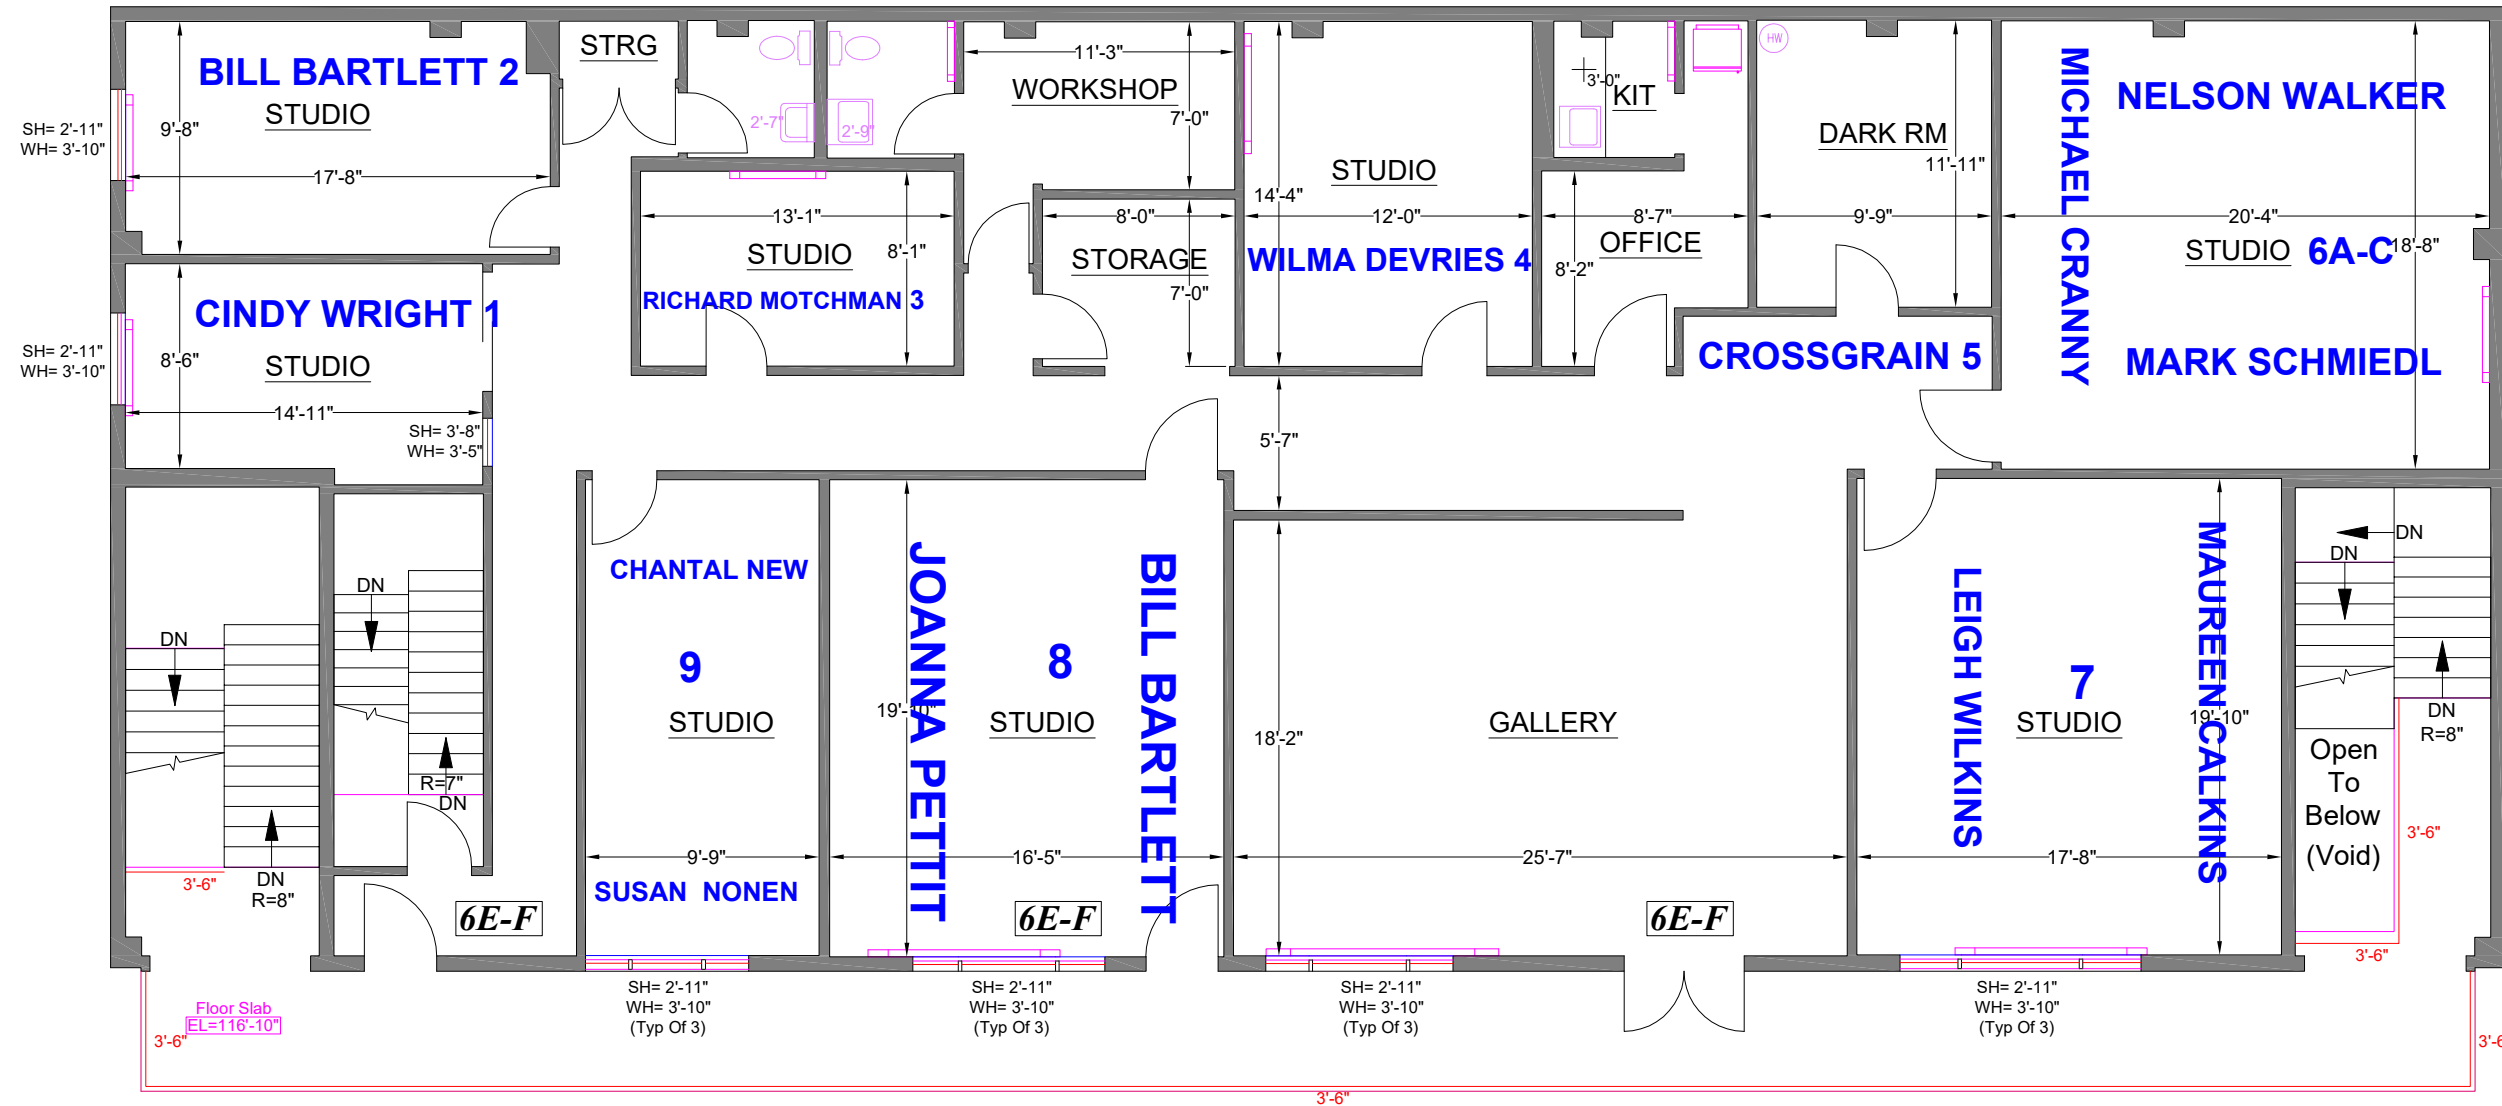 STRG
BILL BARTLETT 2
STUDIO
9'-8"
17'-8"
SH= 2'-11"
WH= 3'-10"
2'-7"
2'-9"
11'-3"
WORKSHOP
7'-0"
3'-0"
KIT
HW
DARK RM
11'-11"
9'-9"
MICHAEL CRANNY
NELSON WALKER
20'-4"
STUDIO
6A-C
18'-8"
MARK SCHMIEDL
STUDIO
14'-4"
12'-0"
WILMA DEVRIES 4
8'-7"
OFFICE
8'-2"
CROSSGRAIN 5
13'-1"
STUDIO
8'-1"
RICHARD MOTCHMAN 3
8'-0"
STORAGE
7'-0"
CINDY WRIGHT 1
STUDIO
8'-6"
14'-11"
SH= 2'-11"
WH= 3'-10"
SH= 3'-8"
WH= 3'-5"
5'-7"
DN
DN
R=7"
DN
DN
R=8"
3'-6"
CHANTAL NEW
9
STUDIO
9'-9"
SUSAN NONEN
JOANNA PETTIT
BILL BARTLETT
8
STUDIO
19'-10"
16'-5"
GALLERY
18'-2"
25'-7"
LEIGH WILKINS
MAUREEN CALKINS
7
STUDIO
19'-10"
17'-8"
DN
DN
DN
R=8"
Open
To
Below
(Void)
3'-6"
3'-6"
6E-F
6E-F
6E-F
SH= 2'-11"
WH= 3'-10"
(Typ Of 3)
SH= 2'-11"
WH= 3'-10"
(Typ Of 3)
SH= 2'-11"
WH= 3'-10"
(Typ Of 3)
SH= 2'-11"
WH= 3'-10"
(Typ Of 3)
Floor Slab
EL=116'-10"
3'-6"
3'-6
3'-6"